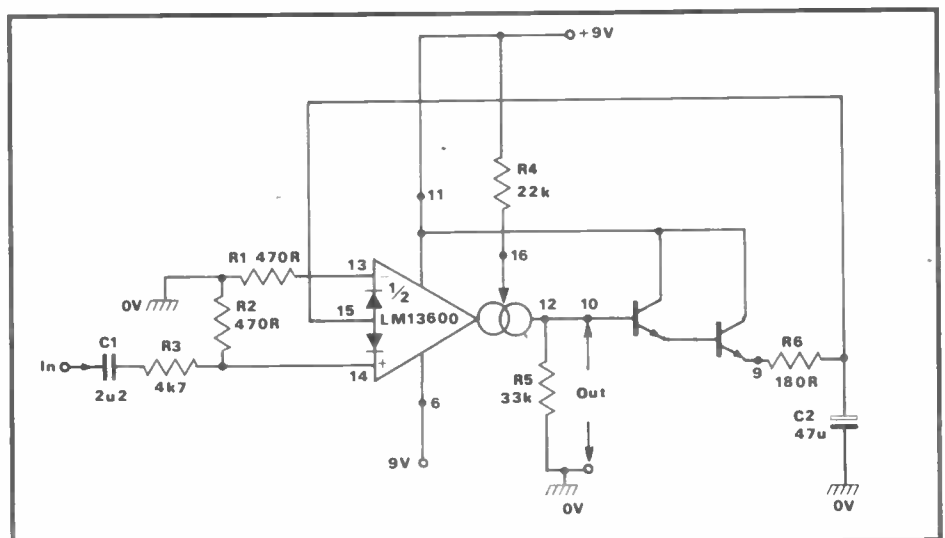 +9V
R4
22k
11
16
R1 470R
13
−
1/2
12
10
0V
R2
470R
15
LM13600
C1
R3
In
2u2
4k7
+
14
R5
33k
Out
9
R6
180R
6
C2
47u
9V
0V
0V